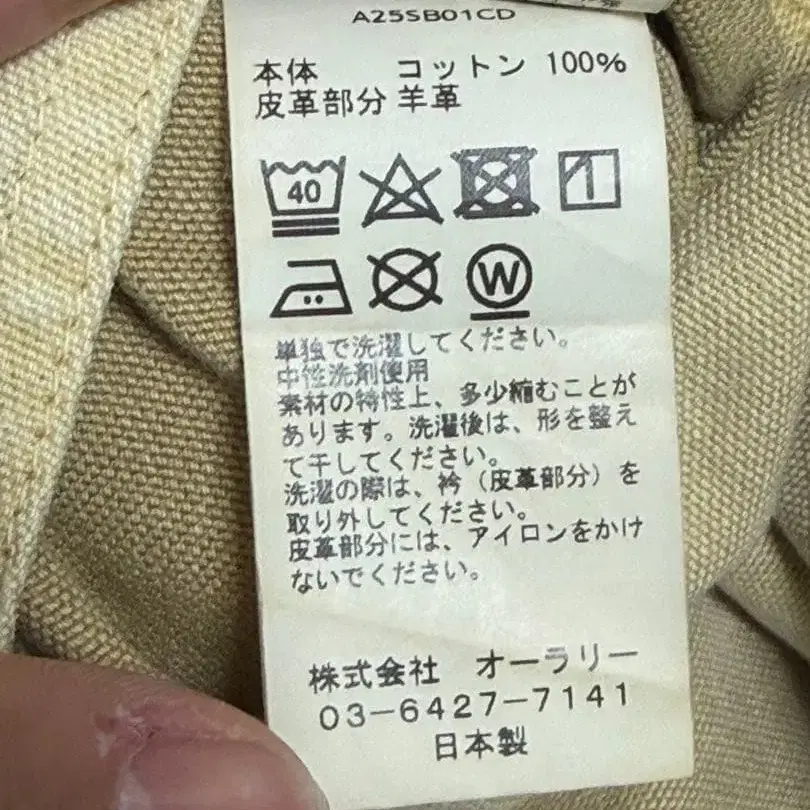 A25SB01CD
本体 コットン 100%
皮革部分 羊革
40
W
単独で洗濯してください。
中性洗剤使用
素材の特性上、多少縮むことが
あります。洗濯後は、形を整え
て干してください。
洗濯の際は、衿（皮革部分）を
取り外してください。
皮革部分には、アイロンをかけ
ないでください。
株式会社 オーラリー
03-6427-7141
日本製